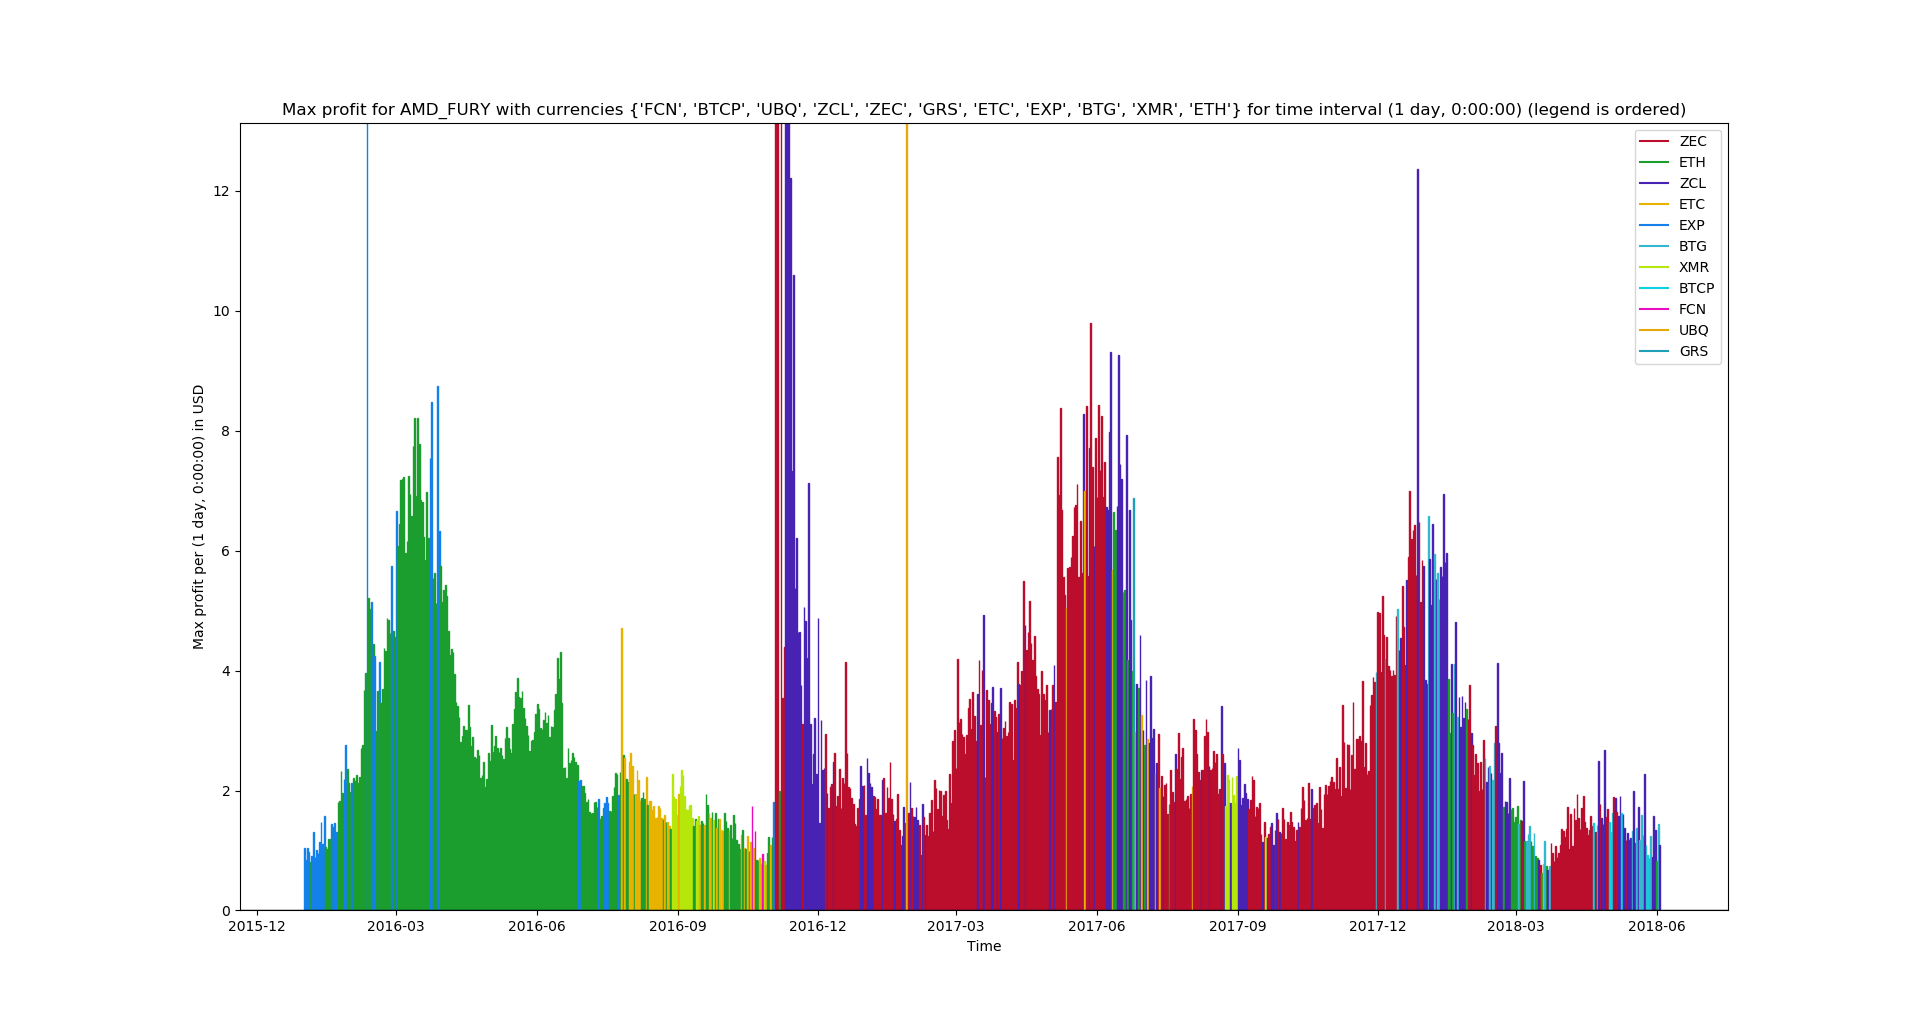 Max profit for AMD_FURY with currencies {'FCN', 'BTCP', 'UBQ', 'ZCL', 'ZEC', 'GRS', 'ETC', 'EXP', 'BTG', 'XMR', 'ETH'} for time interval (1 day, 0:00:00) (legend is ordered)
ZEC
ETH
ZCL
ETC
EXP
BTG
XMR
BTCP
FCN
UBQ
GRS
Max profit per (1 day, 0:00:00) in USD
12
10
8
6
4
2
0
2015-12 2016-03 2016-06 2016-09 2016-12 2017-03 2017-06 2017-09 2017-12 2018-03 2018-06
Time